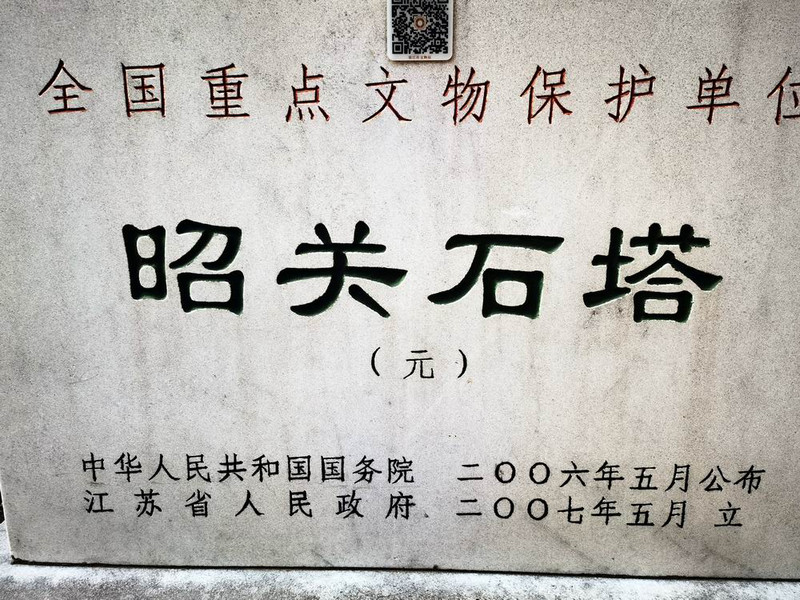 全国重点文物保护单位
昭关石塔
（元）
中华人民共和国国务院 二〇〇六年五月公布
江苏省人民政府 二〇〇七年五月 立